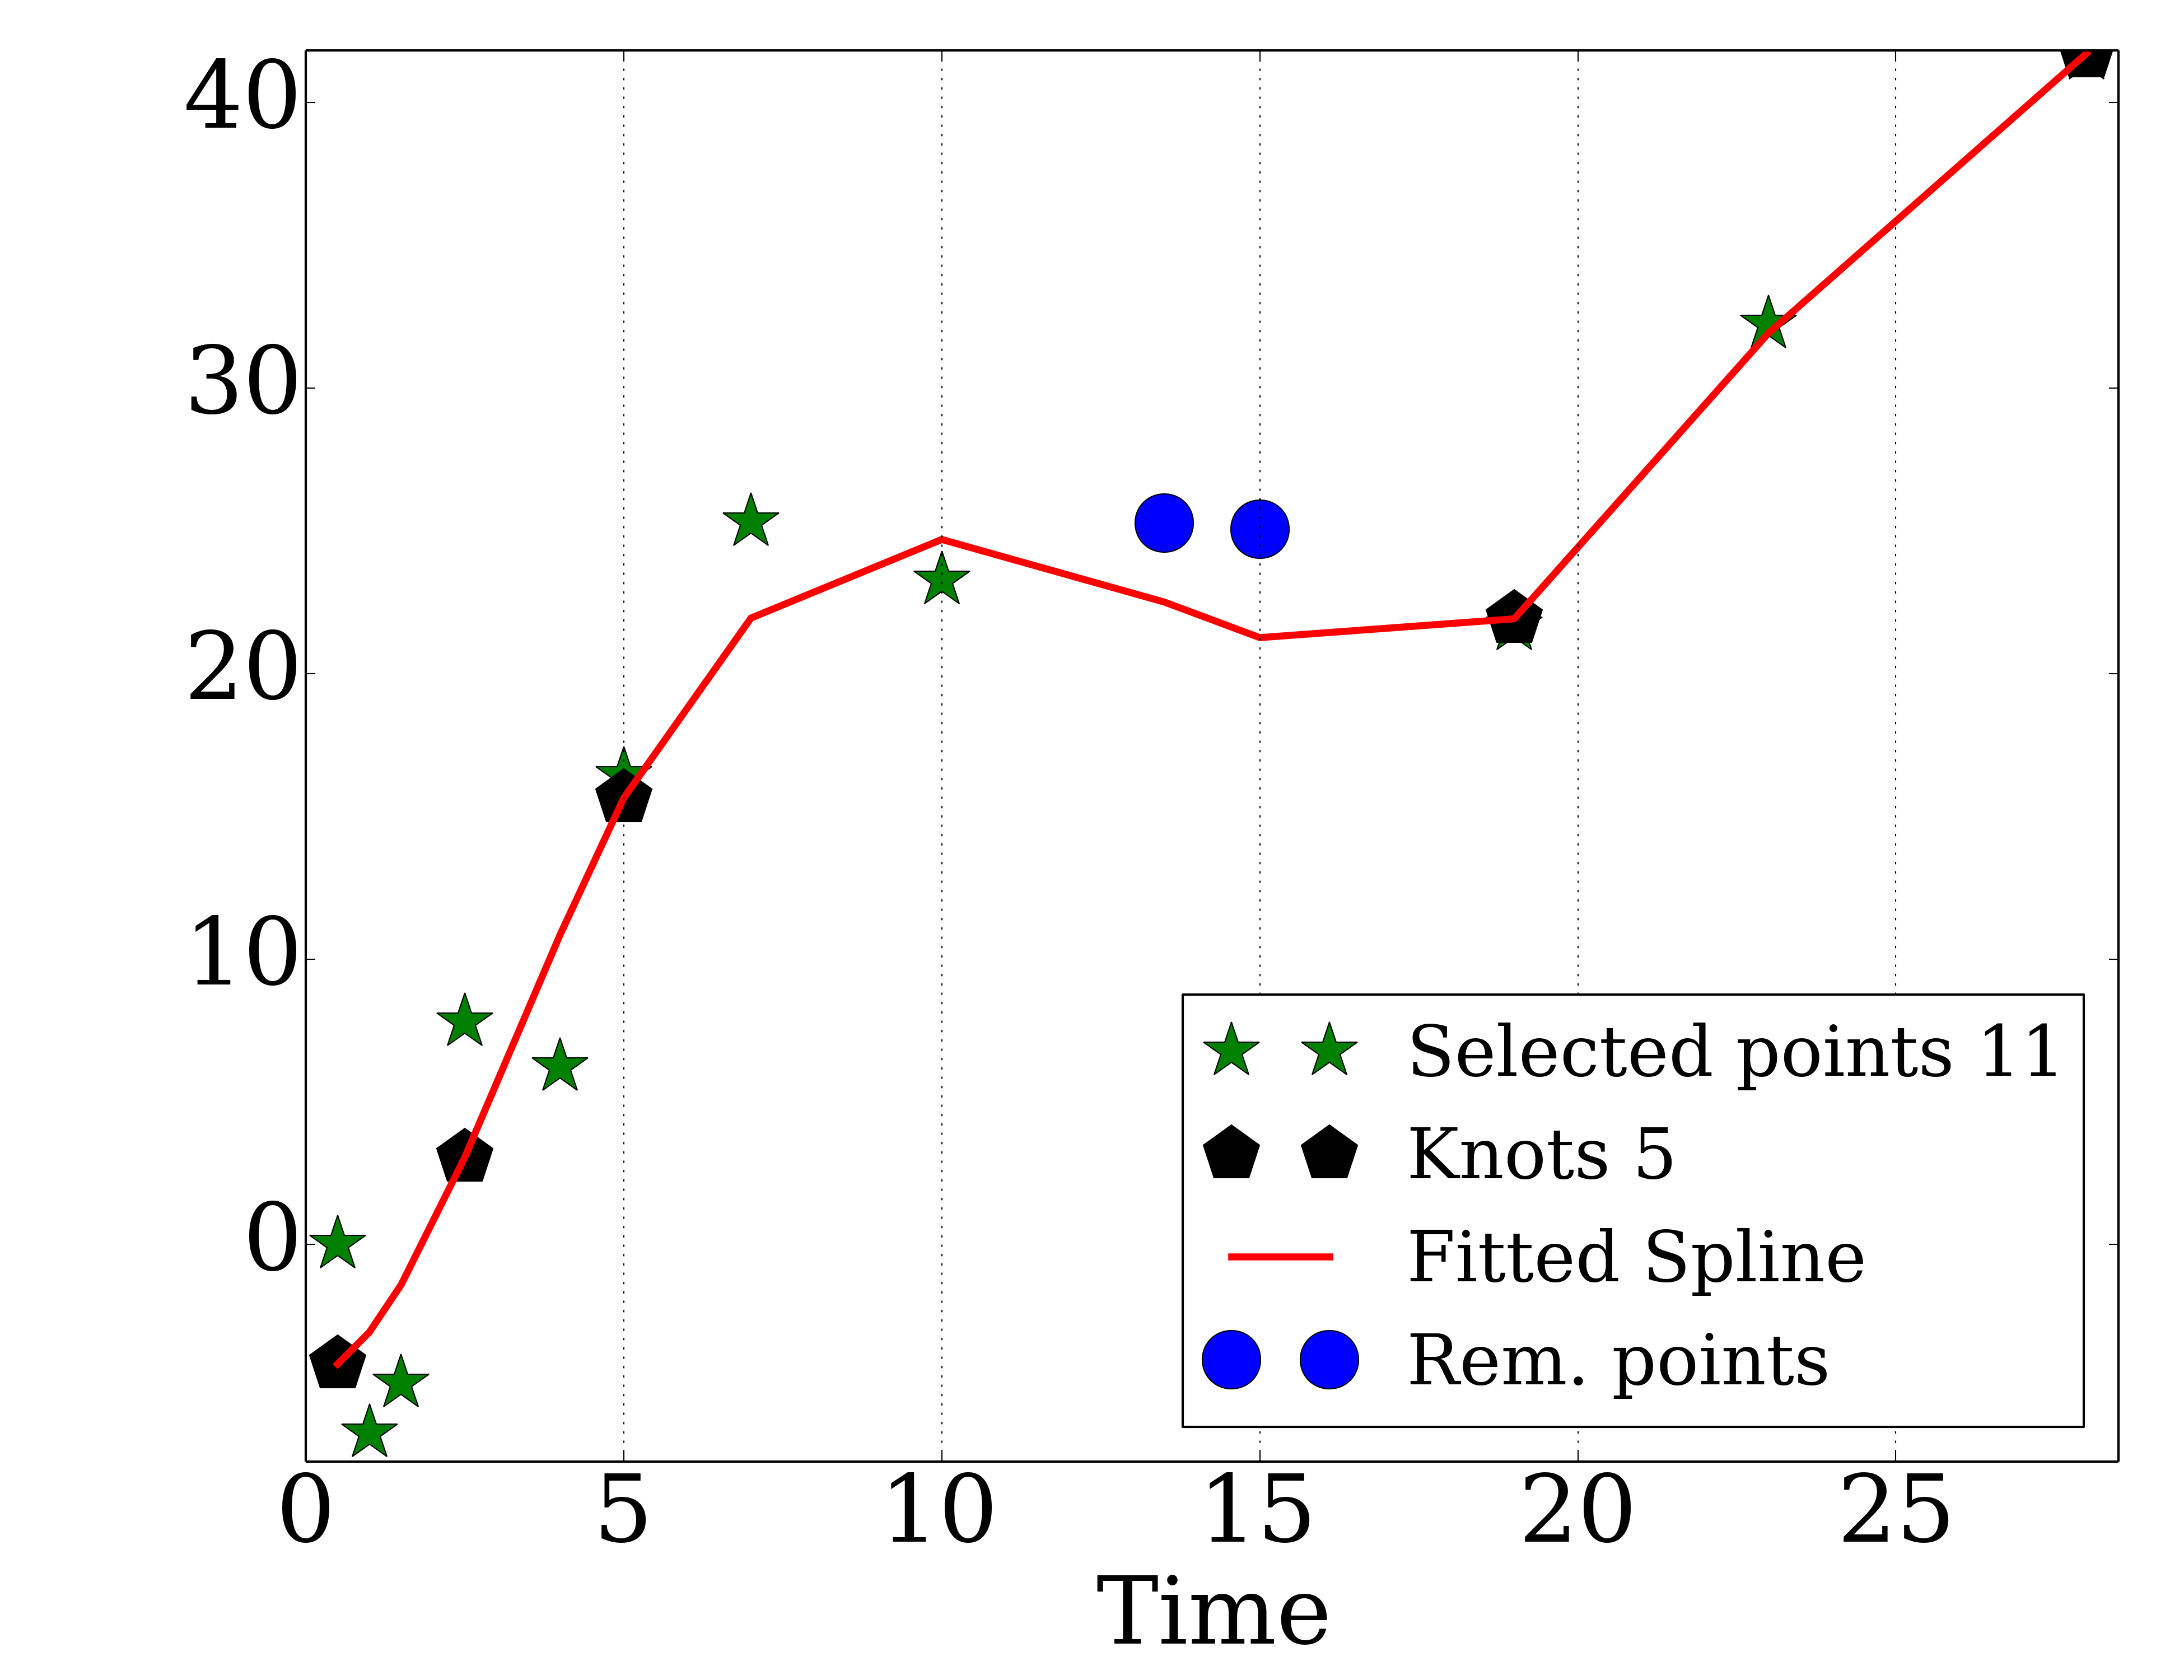 40
30
20
10
0
Selected points 11
Knots 5
Fitted Spline
Rem. points
0 5 10 15 20 25
Time